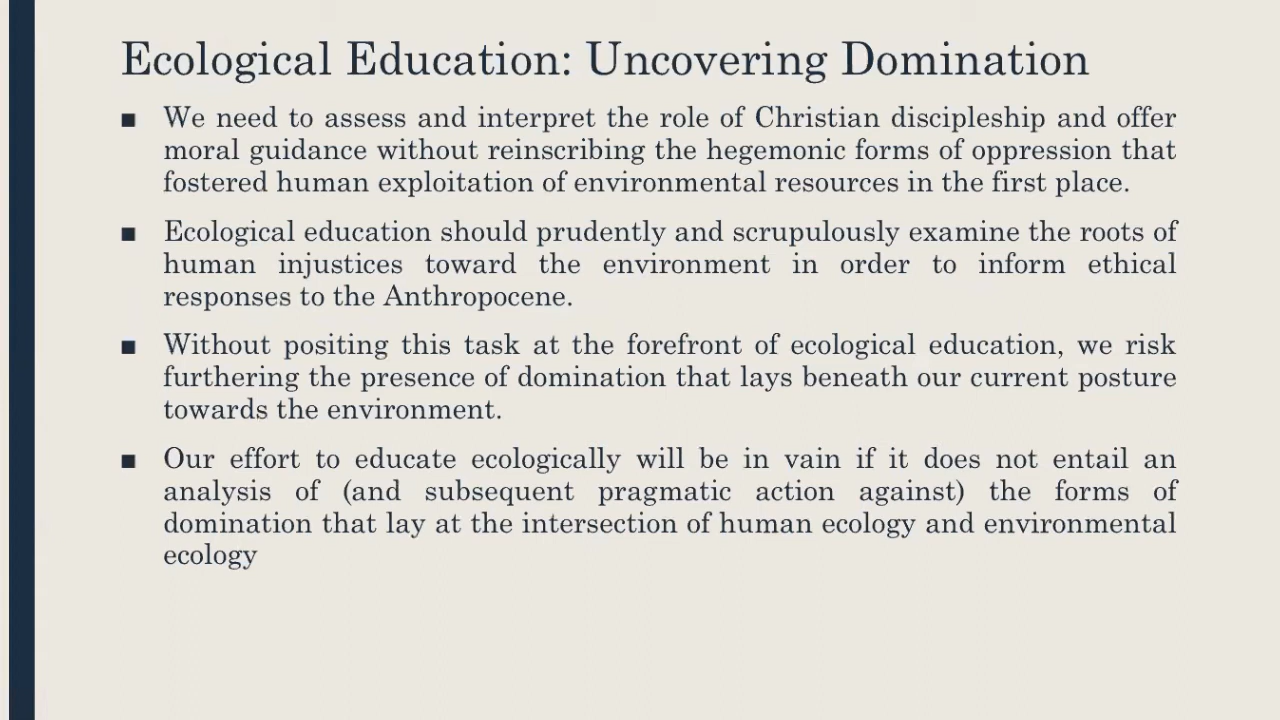 Ecological Education: Uncovering Domination
■ We need to assess and interpret the role of Christian discipleship and offer
moral guidance without reinscribing the hegemonic forms of oppression that
fostered human exploitation of environmental resources in the first place.
■ Ecological education should prudently and scrupulously examine the roots of
human injustices toward the environment in order to inform ethical
responses to the Anthropocene.
■ Without positing this task at the forefront of ecological education, we risk
furthering the presence of domination that lays beneath our current posture
towards the environment.
■ Our effort to educate ecologically will be in vain if it does not entail an
analysis of (and subsequent pragmatic action against) the forms of
domination that lay at the intersection of human ecology and environmental
ecology